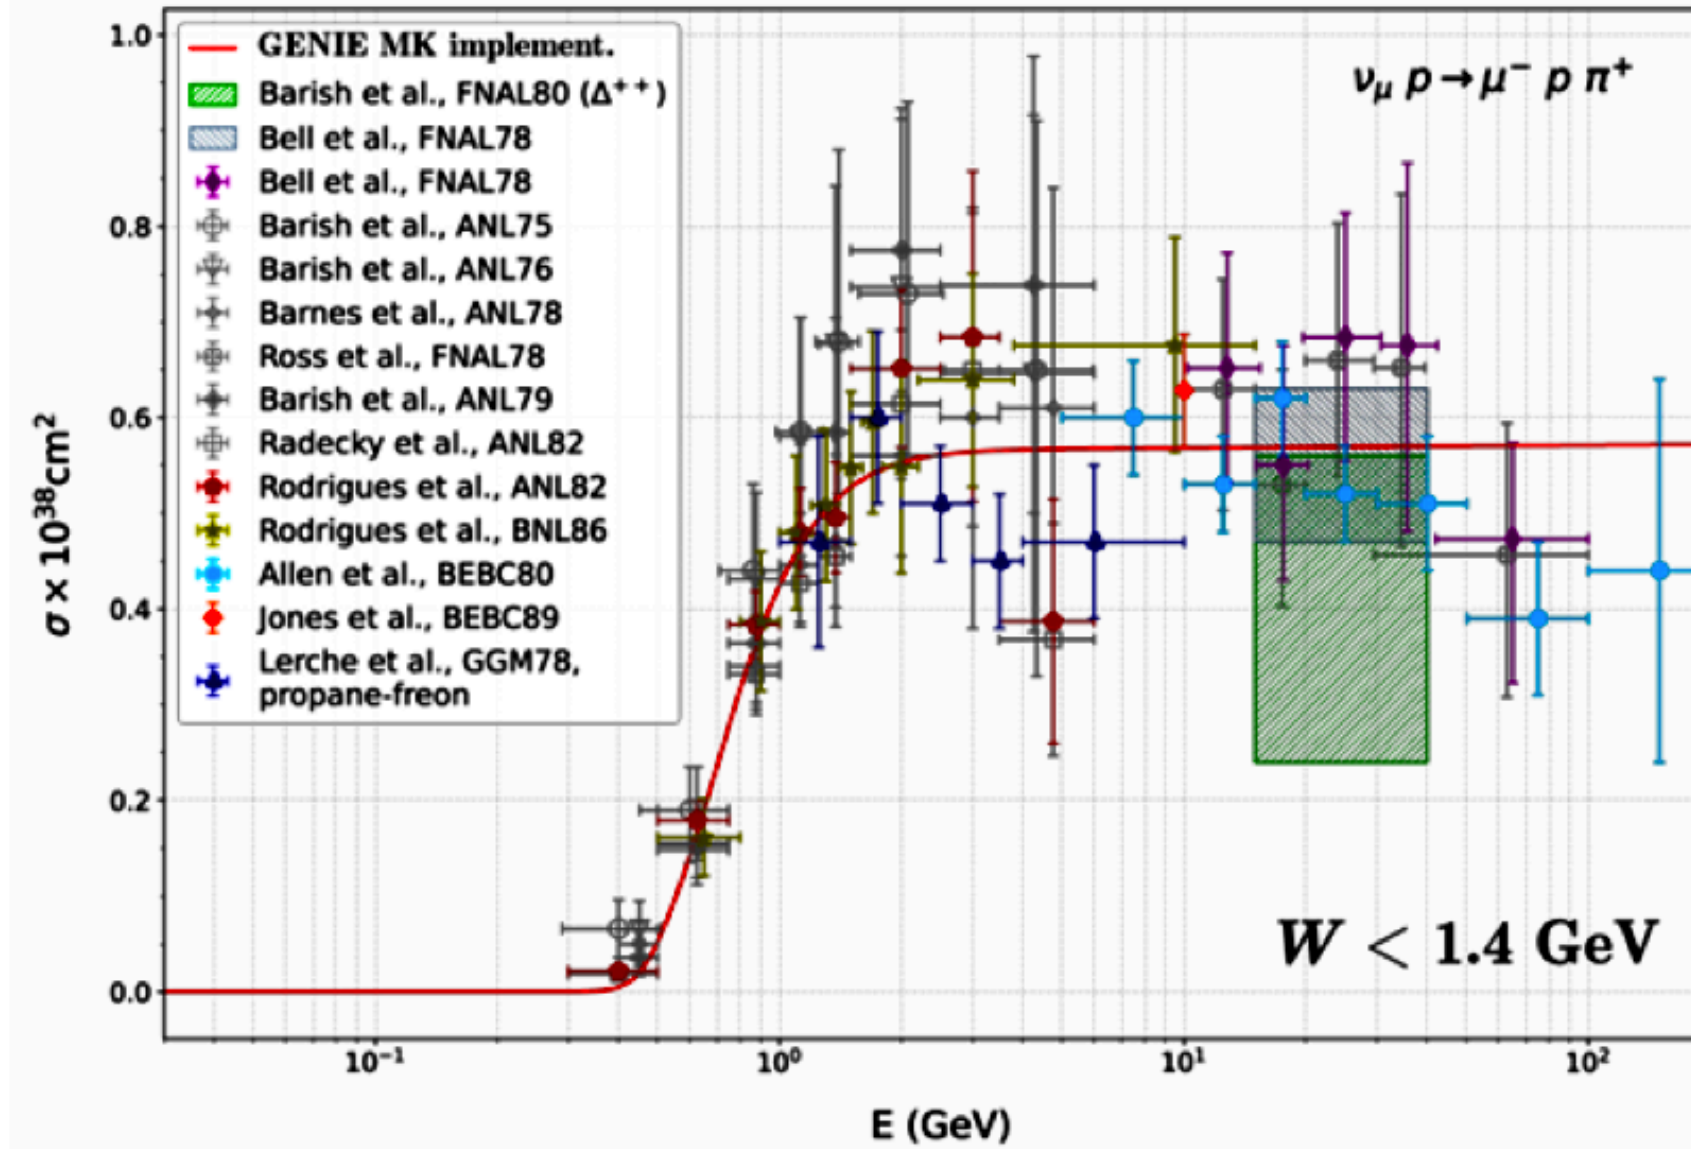 1.0
0.8
0.6
0.4
0.2
0.0
σ × 10³⁸cm²
GENIE MK implement.
Barish et al., FNAL80 (Δ⁺⁺)
Bell et al., FNAL78
Bell et al., FNAL78
Barish et al., ANL75
Barish et al., ANL76
Barnes et al., ANL78
Ross et al., FNAL78
Barish et al., ANL79
Radecky et al., ANL82
Rodrigues et al., ANL82
Rodrigues et al., BNL86
Allen et al., BEBC80
Jones et al., BEBC89
Lerche et al., GGM78,
propane-freon
ν_μ p → μ⁻ p π⁺
W < 1.4 GeV
10⁻¹ 10⁰ 10¹ 10²
E (GeV)